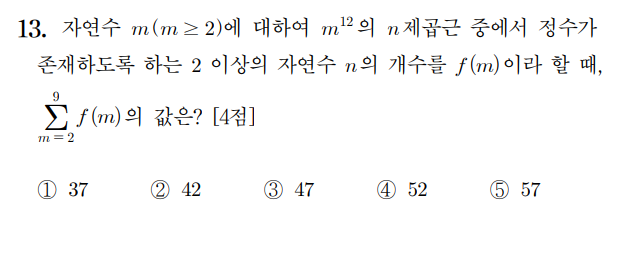 13. 자연수 m(m ≥ 2)에 대하여 m¹²의 n제곱근 중에서 정수가
존재하도록 하는 2 이상의 자연수 n의 개수를 f(m)이라 할 때,
9
∑ f(m)의 값은? [4점]
m=2
① 37 ② 42 ③ 47 ④ 52 ⑤ 57